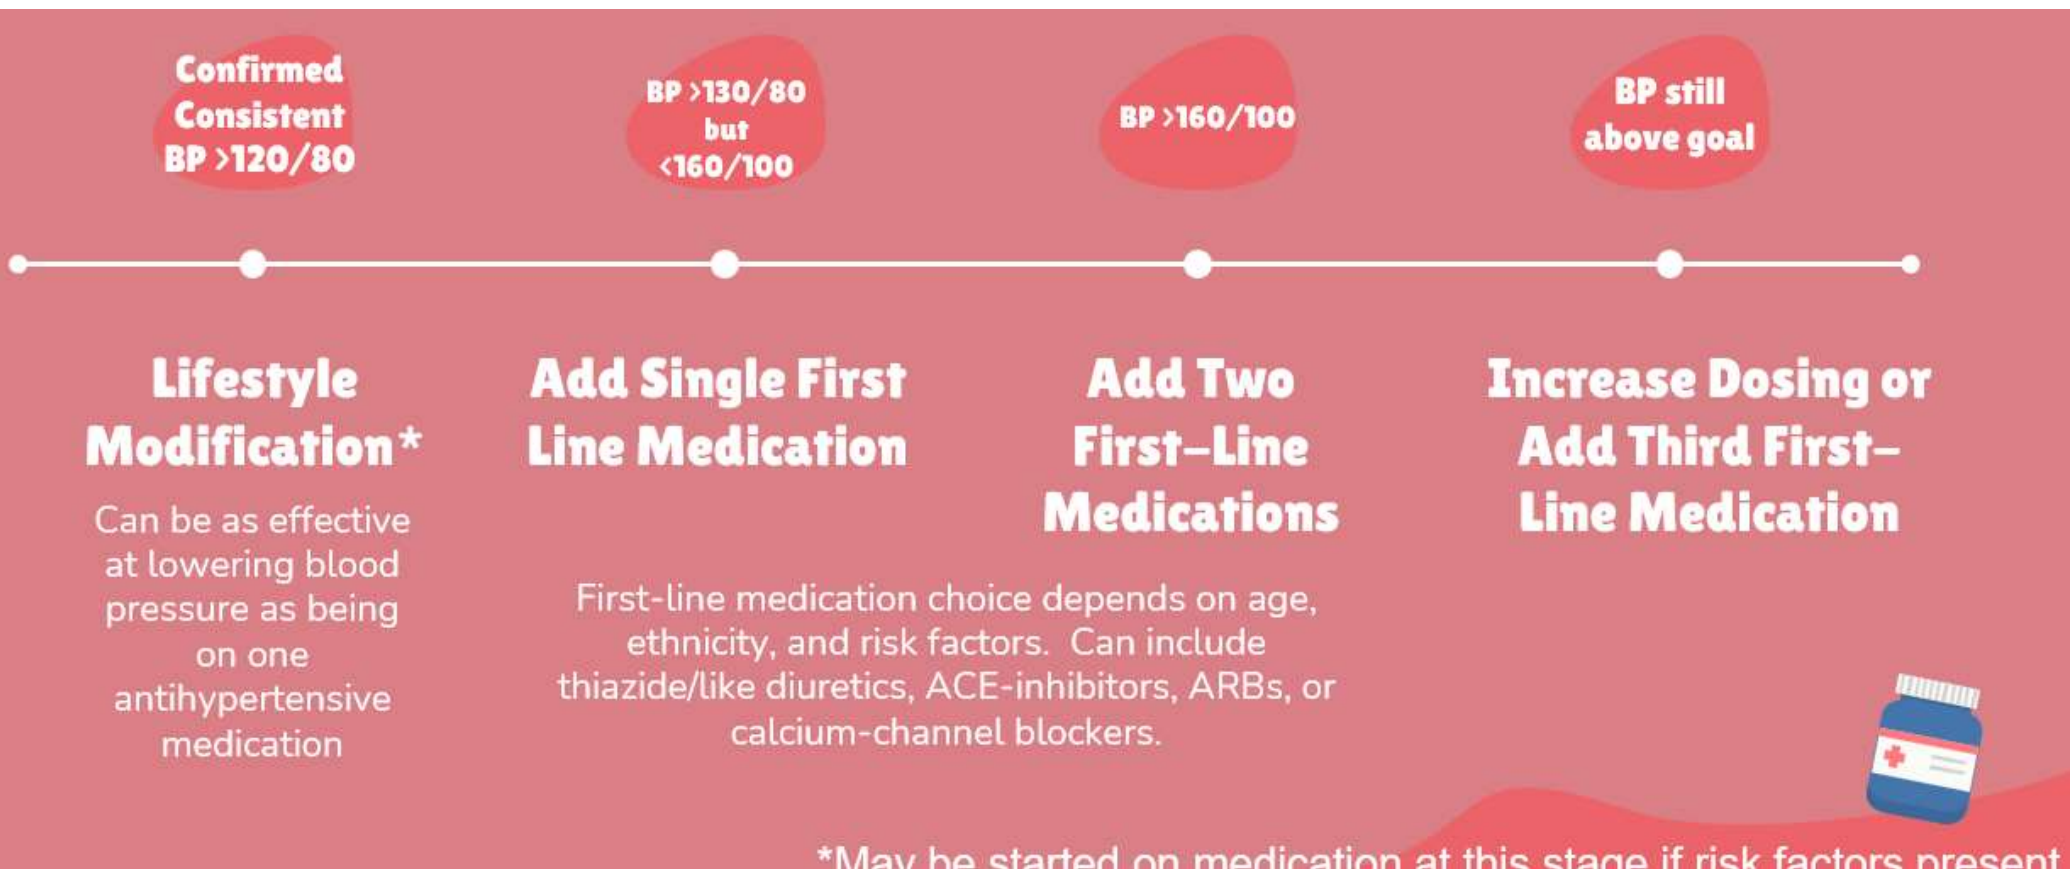 Confirmed
Consistent
BP >120/80
BP >130/80
but
<160/100
BP >160/100
BP still
above goal
Lifestyle
Modification*
Can be as effective
at lowering blood
pressure as being
on one
antihypertensive
medication
Add Single First
Line Medication
Add Two
First-Line
Medications
First-line medication choice depends on age,
ethnicity, and risk factors.  Can include
thiazide/like diuretics, ACE-inhibitors, ARBs, or
calcium-channel blockers.
Increase Dosing or
Add Third First-
Line Medication
*May be started on medication at this stage if risk factors present